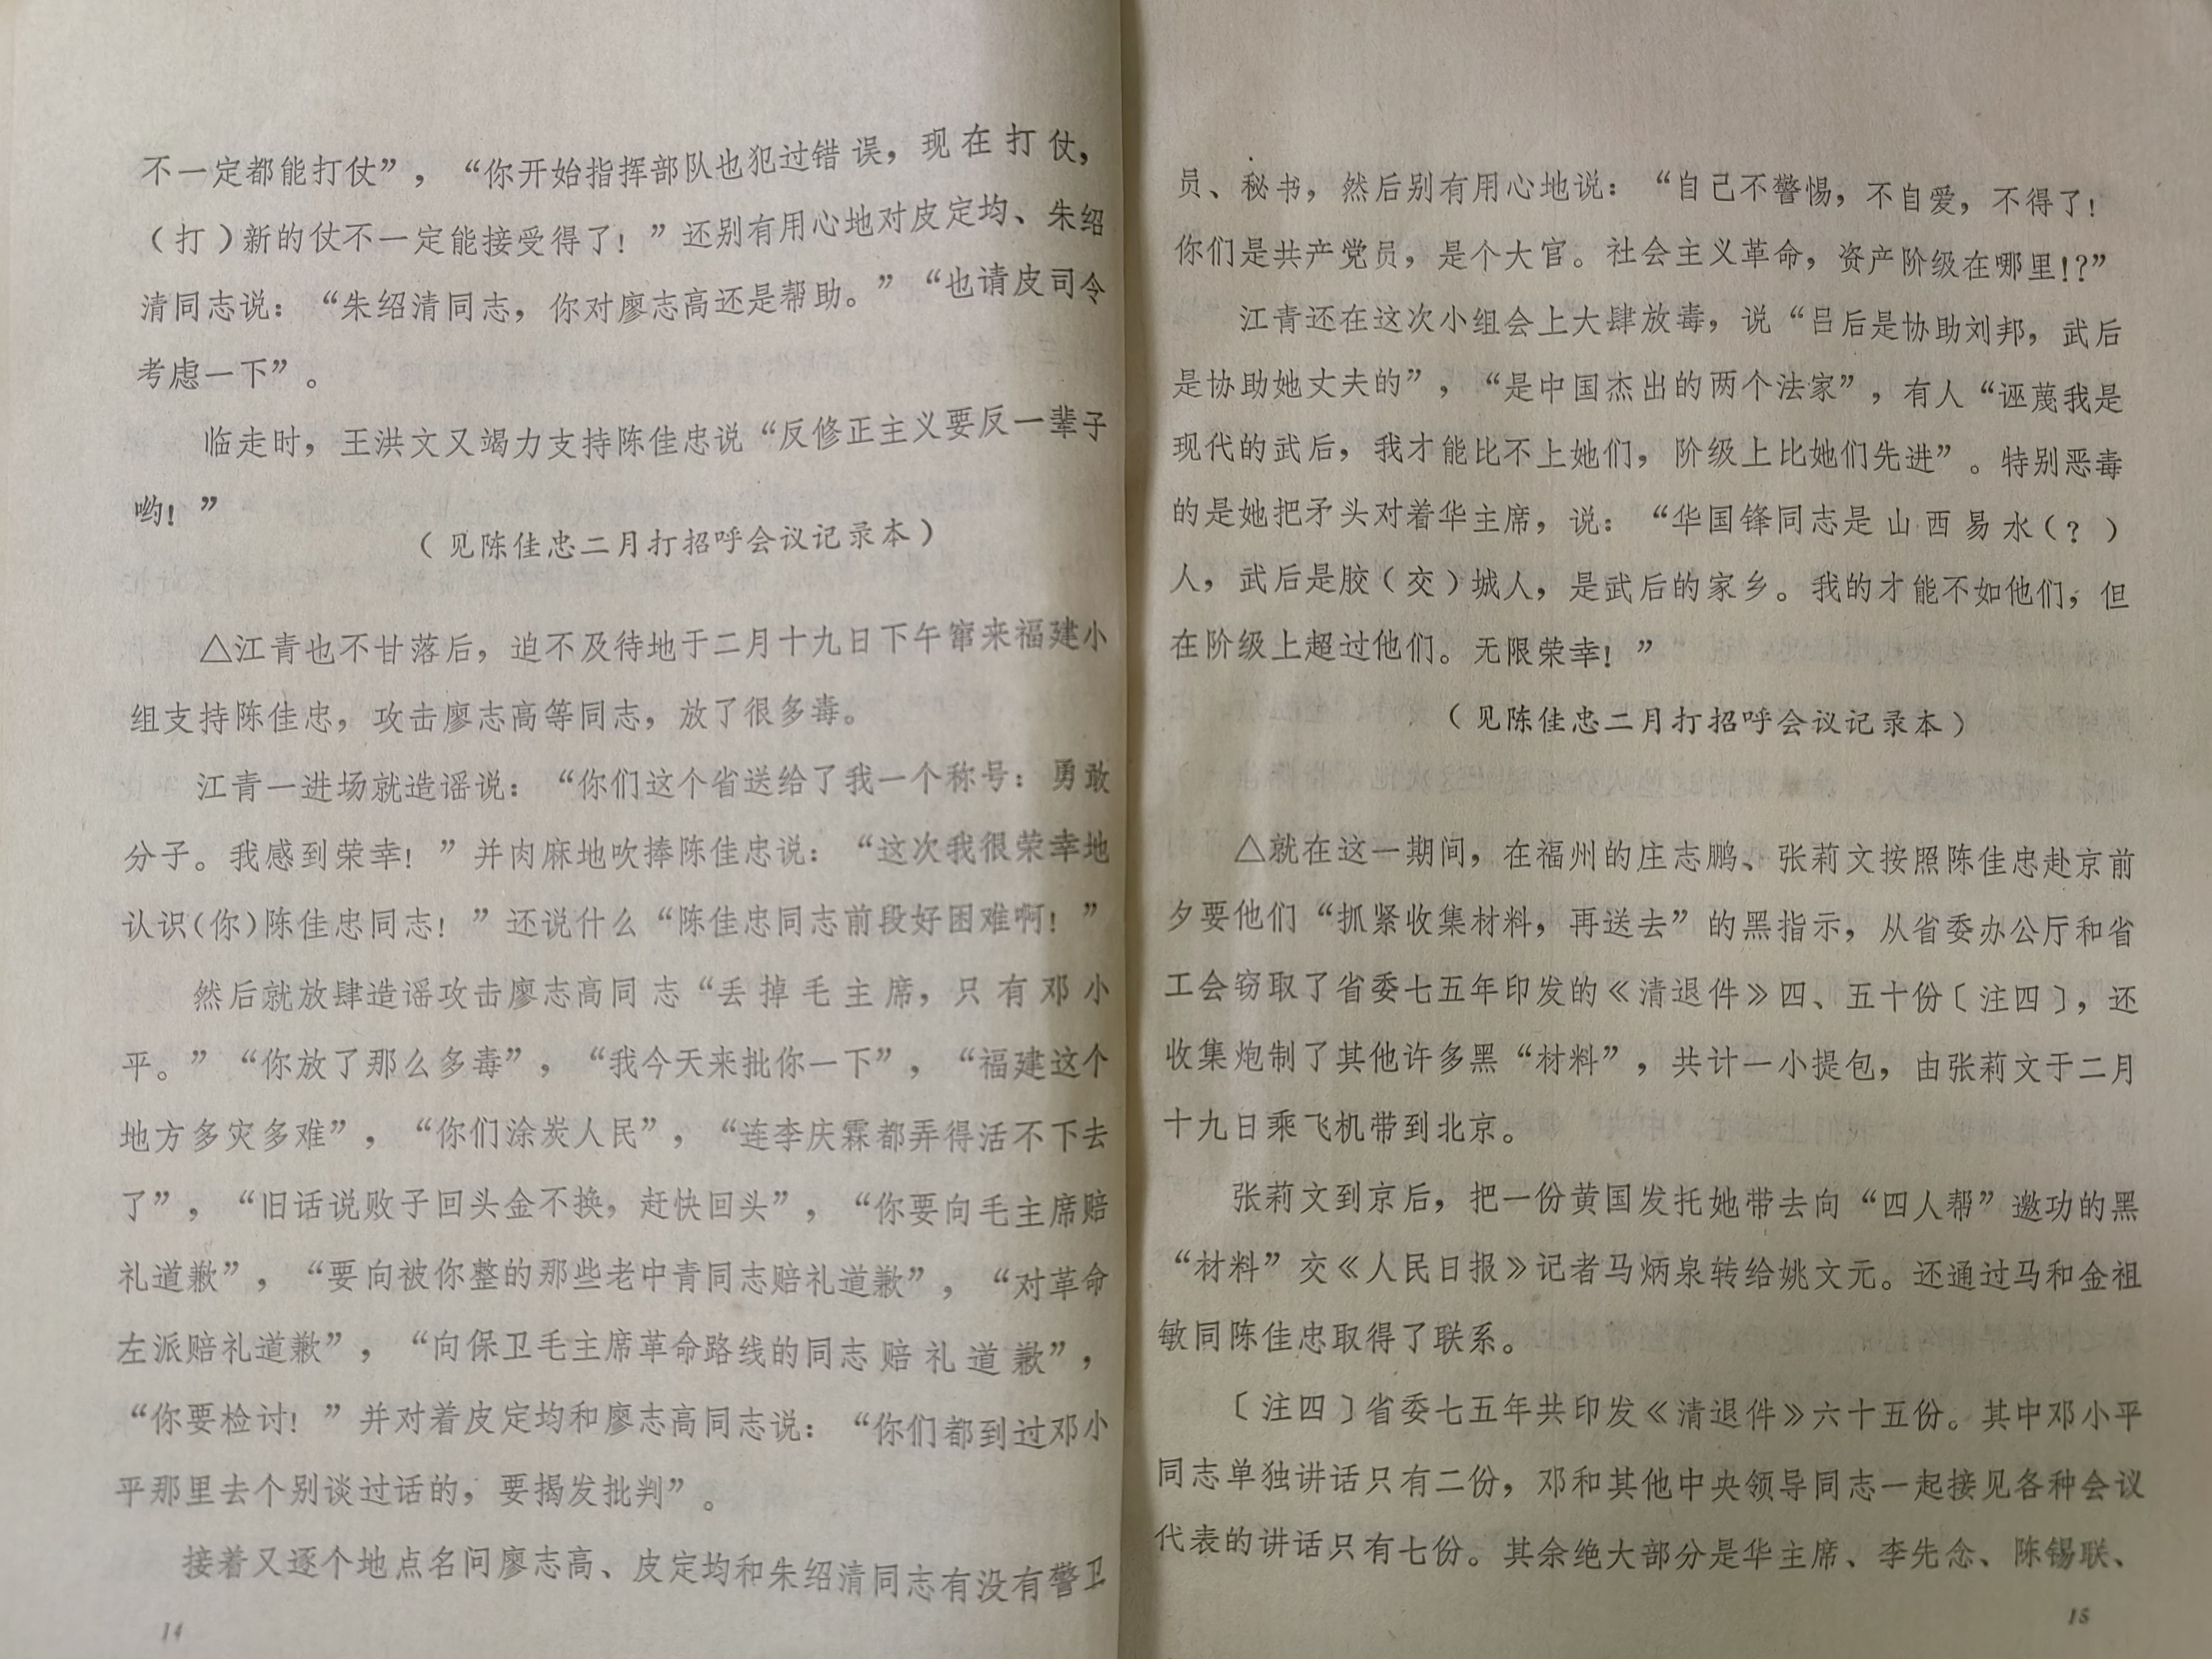 不一定都能打仗”，“你开始指挥部队也犯过错误，现在打仗，
（打）新的仗不一定能接受得了！”还别有用心地对皮定均、朱绍
清同志说：“朱绍清同志，你对廖志高还是帮助。”“也请皮司令
考虑一下”。
临走时，王洪文又竭力支持陈佳忠说“反修正主义要反一辈子
哟！”
（见陈佳忠二月打招呼会议记录本）
△江青也不甘落后，迫不及待地于二月十九日下午窜来福建小
组支持陈佳忠，攻击廖志高等同志，放了很多毒。
江青一进场就造谣说：“你们这个省送给了我一个称号：勇敢
分子。我感到荣幸！”并肉麻地吹捧陈佳忠说：“这次我很荣幸地
认识（你）陈佳忠同志！”还说什么“陈佳忠同志前段好困难啊！”
然后就放肆造谣攻击廖志高同志“丢掉毛主席，只有邓小
平。”“你放了那么多毒”，“我今天来批你一下”，“福建这个
地方多灾多难”，“你们涂炭人民”，“连李庆霖都弄得活不下去
了”，“旧话说败子回头金不换，赶快回头”，“你要向毛主席赔
礼道歉”，“要向被你整的那些老中青同志赔礼道歉”，“对革命
左派赔礼道歉”，“向保卫毛主席革命路线的同志赔礼道歉”，
“你要检讨！”并对着皮定均和廖志高同志说：“你们都到过邓小
平那里去个别谈过话的，要揭发批判”。
接着又逐个地点名问廖志高、皮定均和朱绍清同志有没有警卫
14
员、秘书，然后别有用心地说：“自己不警惕，不自爱，不得了！
你们是共产党员，是个大官。社会主义革命，资产阶级在哪里！？”
江青还在这次小组会上大肆放毒，说“吕后是协助刘邦，武后
是协助她丈夫的”，“是中国杰出的两个法家”，有人“诬蔑我是
现代的武后，我才能比不上她们，阶级上比她们先进”。特别恶毒
的是她把矛头对着华主席，说：“华国锋同志是山西易水（？）
人，武后是胶（交）城人，是武后的家乡。我的才能不如他们，但
在阶级上超过他们。无限荣幸！”
（见陈佳忠二月打招呼会议记录本）
△就在这一期间，在福州的庄志鹏、张莉文按照陈佳忠赴京前
夕要他们“抓紧收集材料，再送去”的黑指示，从省委办公厅和省
工会窃取了省委七五年印发的《清退件》四、五十份〔注四〕，还
收集炮制了其他许多黑“材料”，共计一小提包，由张莉文于二月
十九日乘飞机带到北京。
张莉文到京后，把一份黄国发托她带去向“四人帮”邀功的黑
“材料”交《人民日报》记者马炳泉转给姚文元。还通过马和金祖
敏同陈佳忠取得了联系。
〔注四〕省委七五年共印发《清退件》六十五份。其中邓小平
同志单独讲话只有二份，邓和其他中央领导同志一起接见各种会议
代表的讲话只有七份。其余绝大部分是华主席、李先念、陈锡联、
15